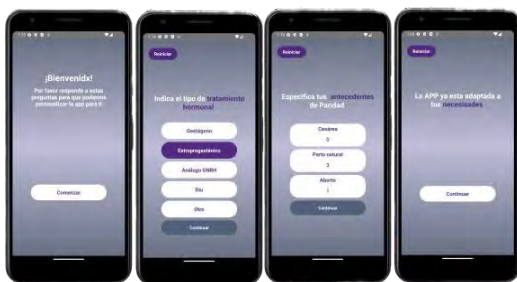 ¡Bienvenidx!
Por favor responde a estas
preguntas para que podamos
personalizar la app para ti
Comenzar
Reiniciar
Indica el tipo de tratamiento
hormonal
Gestágeno
Estroprogestónico
Análogo GNRH
Diu
Otro
Continuar
Reiniciar
Especifica tus antecedentes
de Paridad
Cesárea
0
Parto natural
Aborto
1
Continuar
Reiniciar
La APP ya esta adaptada a
tus necesidades
Continuar